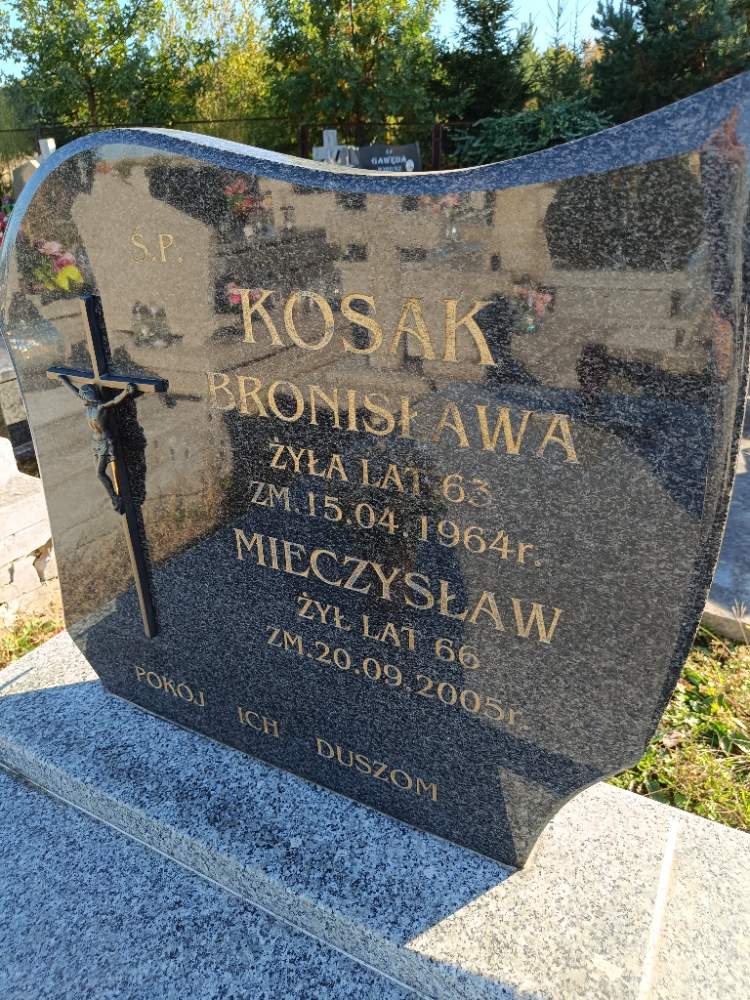 GAWĘDA
Ś.P.
KOSAK
BRONISŁAWA
ŻYŁA LAT 63
ZM.15.04.1964r.
MIECZYSŁAW
ŻYŁ LAT 66
ZM.20.09.2005r.
POKÓJ ICH DUSZOM